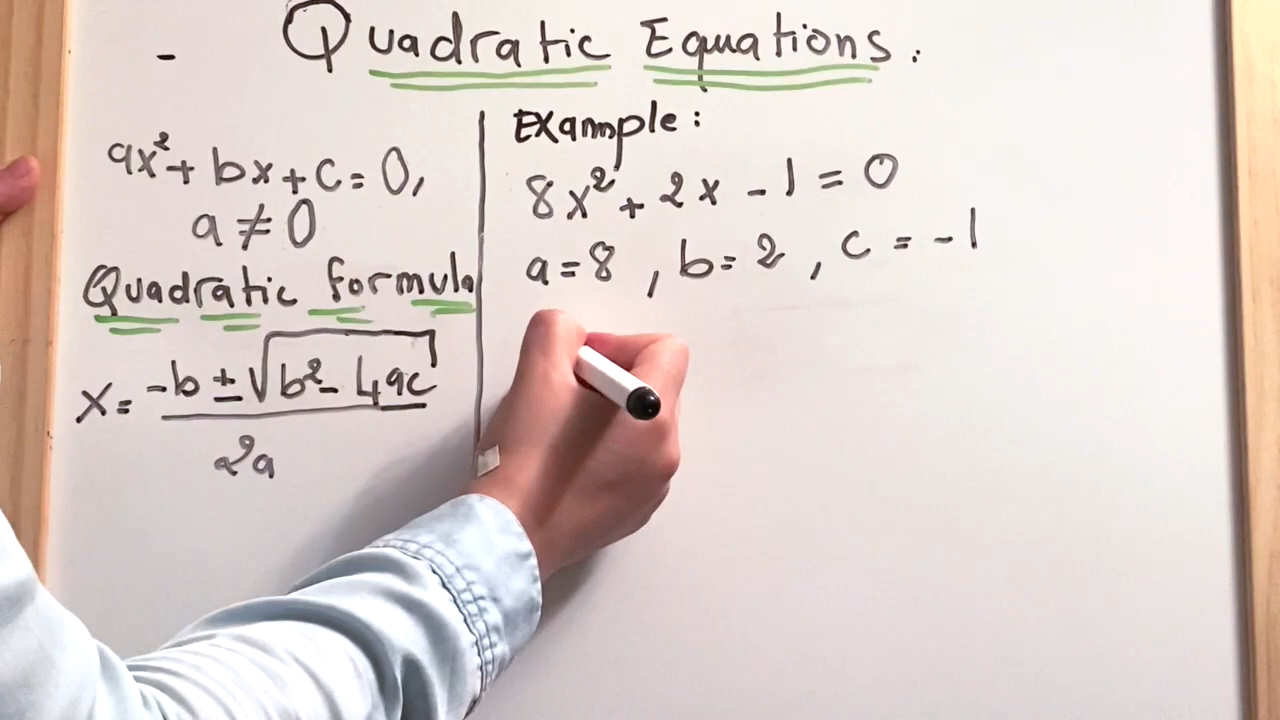 - Quadratic Equations.
ax²+ bx+c=0,
a≠0
Quadratic formula
x= (-b ± √(b²- 4ac))/2a
Example:
8x²+ 2x -1 = 0
a=8 , b=2 , c = -1